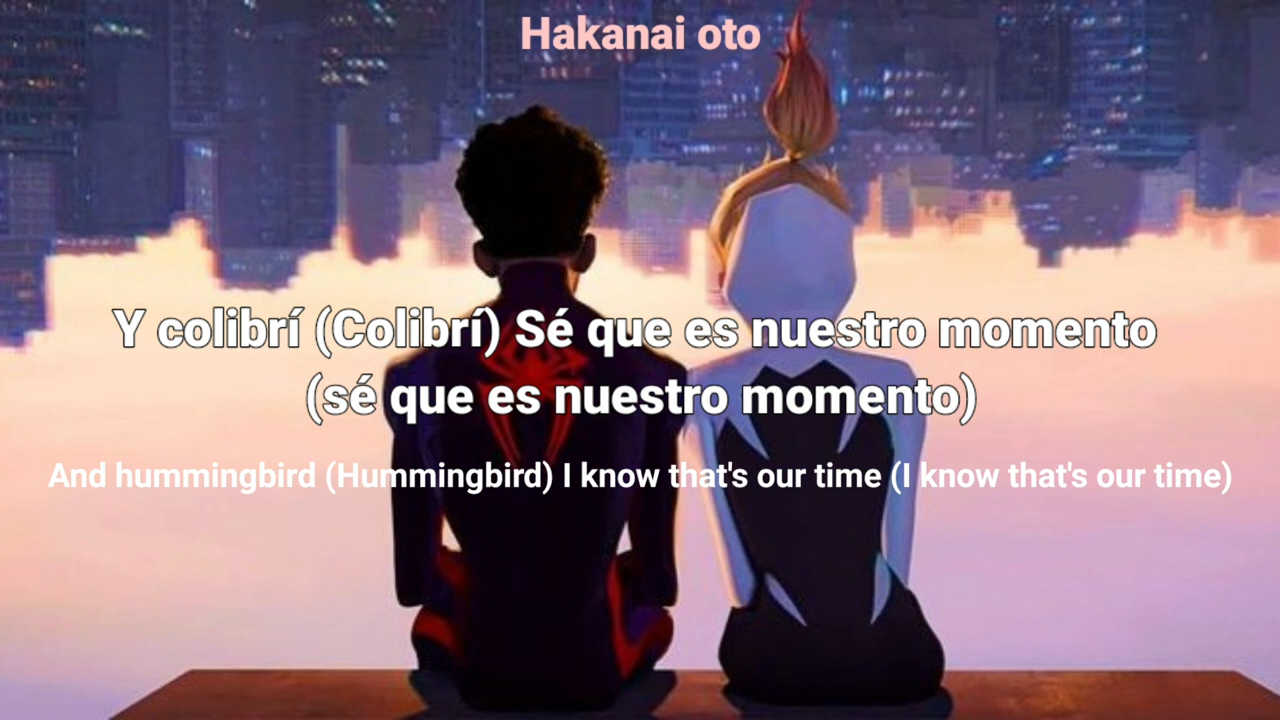 Hakanai oto
Y colibrí (Colibrí) Sé que es nuestro momento
(sé que es nuestro momento)
And hummingbird (Hummingbird) I know that's our time (I know that's our time)